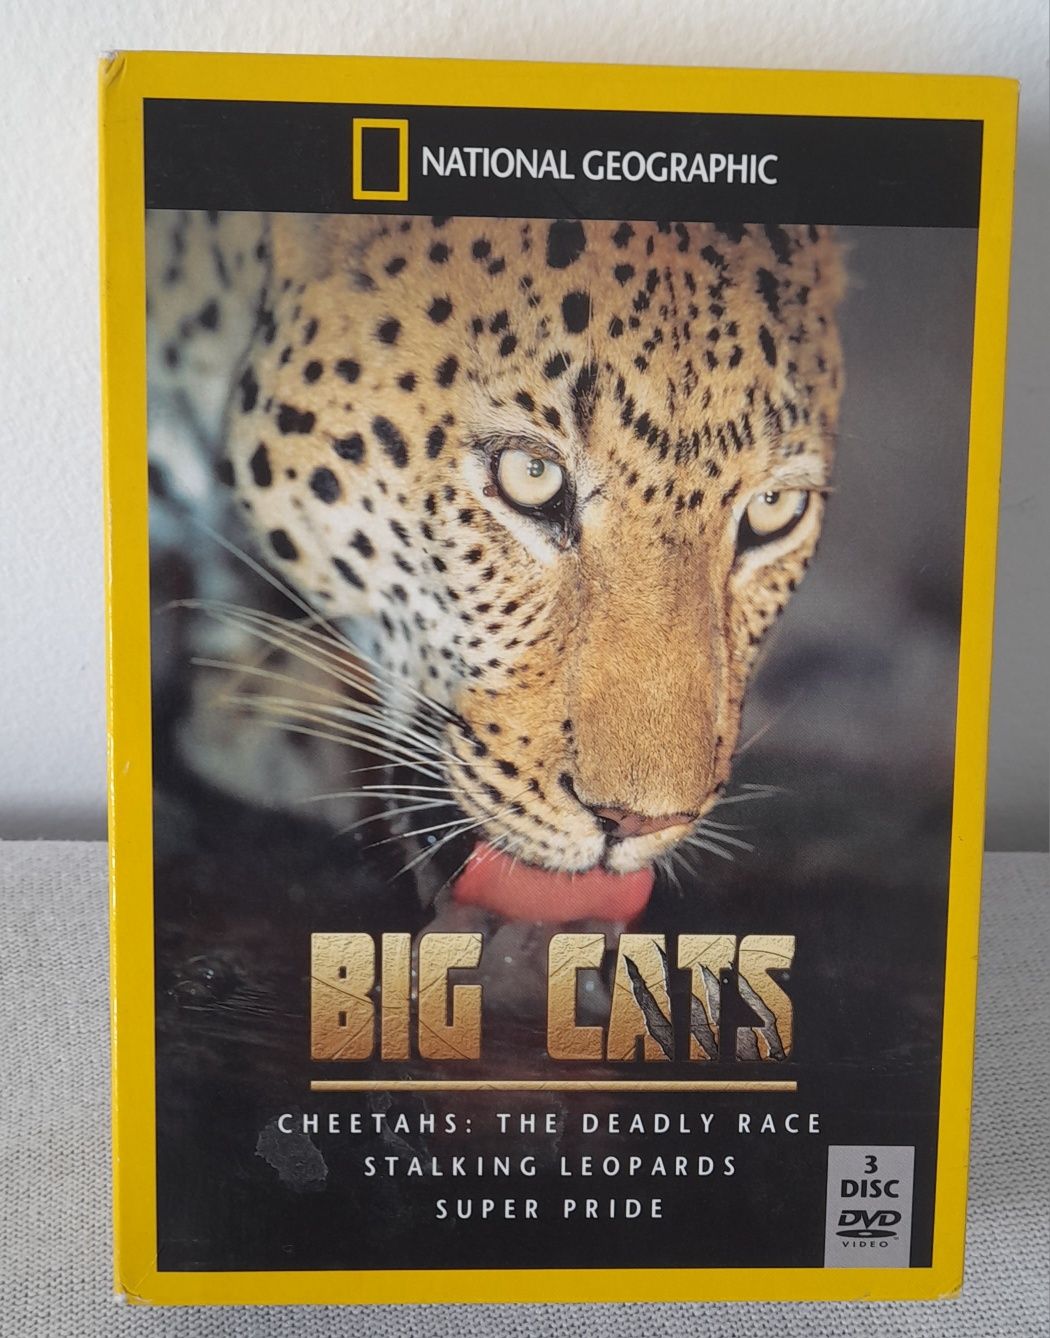 NATIONAL GEOGRAPHIC
BIG CATS
CHEETAHS: THE DEADLY RACE
STALKING LEOPARDS
SUPER PRIDE
3
DISC
DVD
VIDEO